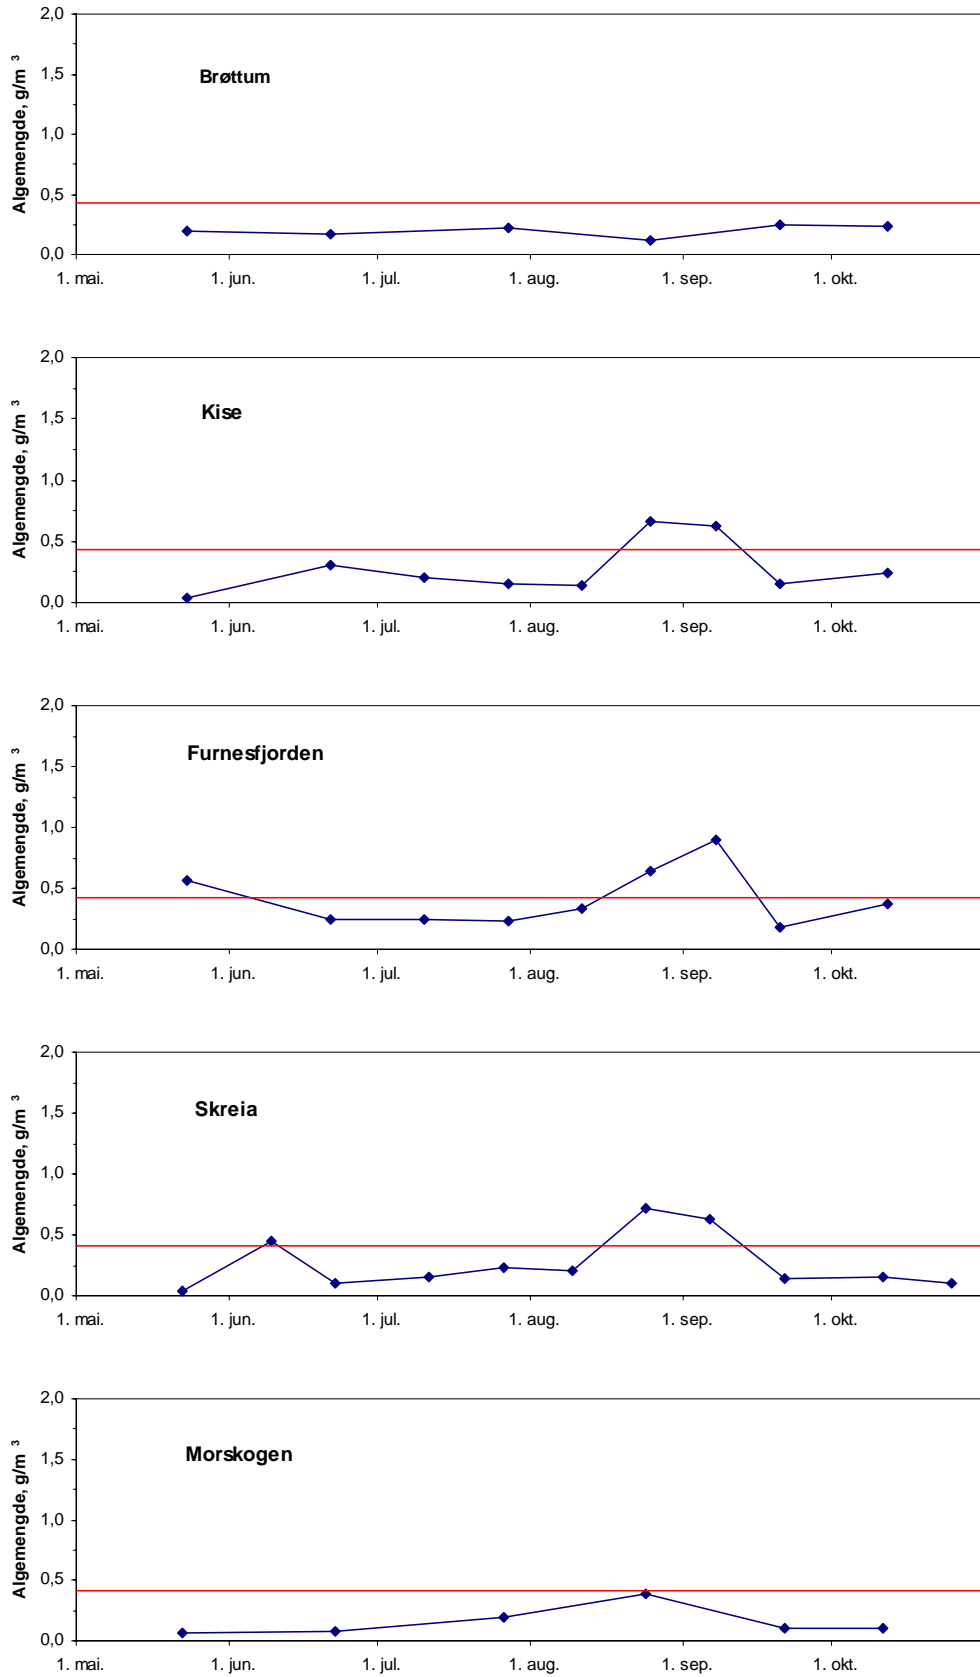 2,0
1,5
1,0
0,5
0,0
Algemengde, g/m ³
Brøttum
1. mai. 1. jun. 1. jul. 1. aug. 1. sep. 1. okt.
2,0
1,5
1,0
0,5
0,0
Algemengde, g/m ³
Kise
1. mai. 1. jun. 1. jul. 1. aug. 1. sep. 1. okt.
2,0
1,5
1,0
0,5
0,0
Algemengde, g/m ³
Furnesfjorden
1. mai. 1. jun. 1. jul. 1. aug. 1. sep. 1. okt.
2,0
1,5
1,0
0,5
0,0
Algemengde, g/m ³
Skreia
1. mai. 1. jun. 1. jul. 1. aug. 1. sep. 1. okt.
2,0
1,5
1,0
0,5
0,0
Algemengde, g/m ³
Morskogen
1. mai. 1. jun. 1. jul. 1. aug. 1. sep. 1. okt.